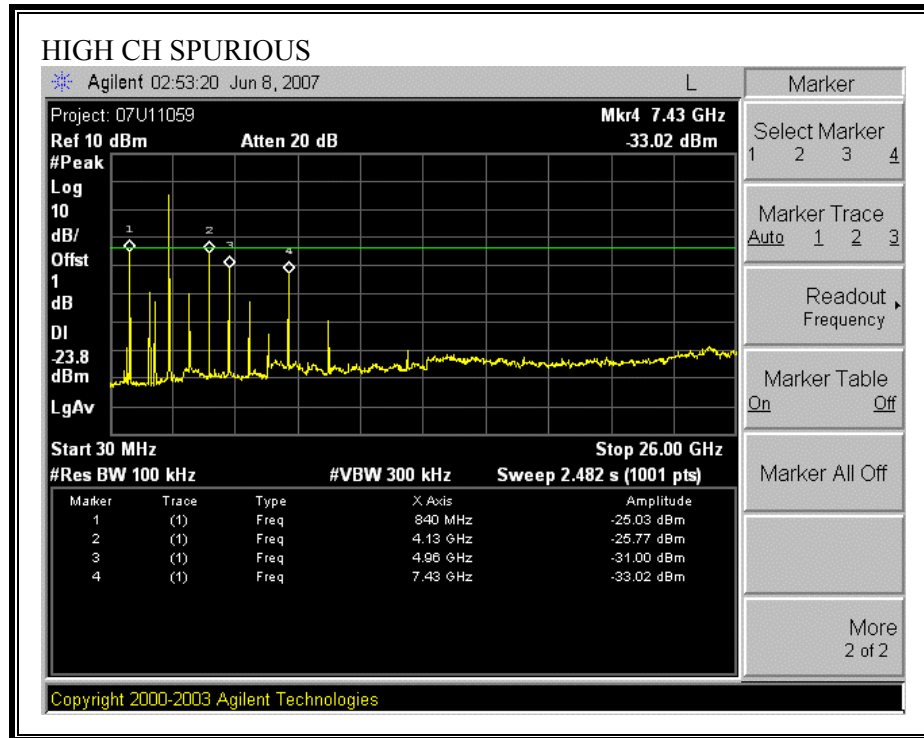 HIGH CH SPURIOUS
Agilent 02:53:20 Jun 8, 2007 L
Project: 07U11059 Mkr4 7.43 GHz
Ref 10 dBm Atten 20 dB -33.02 dBm
#Peak
Log
10
dB/
Offst
1
dB
DI
-23.8
dBm
LgAv
1 2 3 4
Start 30 MHz Stop 26.00 GHz
#Res BW 100 kHz #VBW 300 kHz Sweep 2.482 s (1001 pts)
Marker Trace Type X Axis Amplitude
1 (1) Freq 840 MHz -25.03 dBm
2 (1) Freq 4.13 GHz -25.77 dBm
3 (1) Freq 4.96 GHz -31.00 dBm
4 (1) Freq 7.43 GHz -33.02 dBm
Marker
Select Marker
1 2 3 4
Marker Trace
Auto 1 2 3
Readout
Frequency
Marker Table
On Off
Marker All Off
More
2 of 2
Copyright 2000-2003 Agilent Technologies